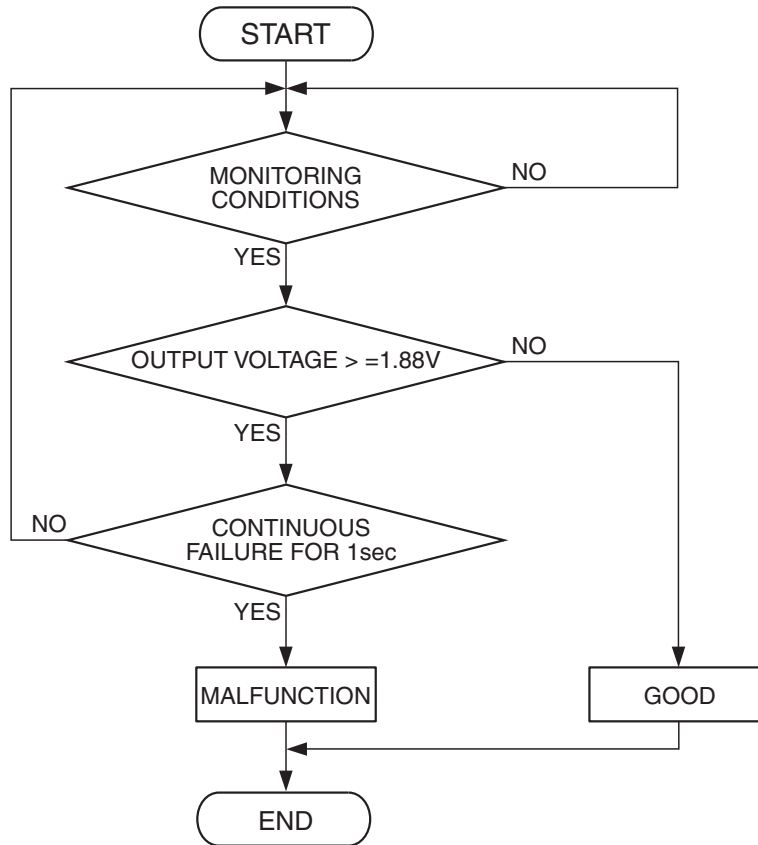 START
MONITORING
CONDITIONS
NO
YES
OUTPUT VOLTAGE > =1.88V
NO
YES
CONTINUOUS
FAILURE FOR 1sec
NO
YES
MALFUNCTION
GOOD
END